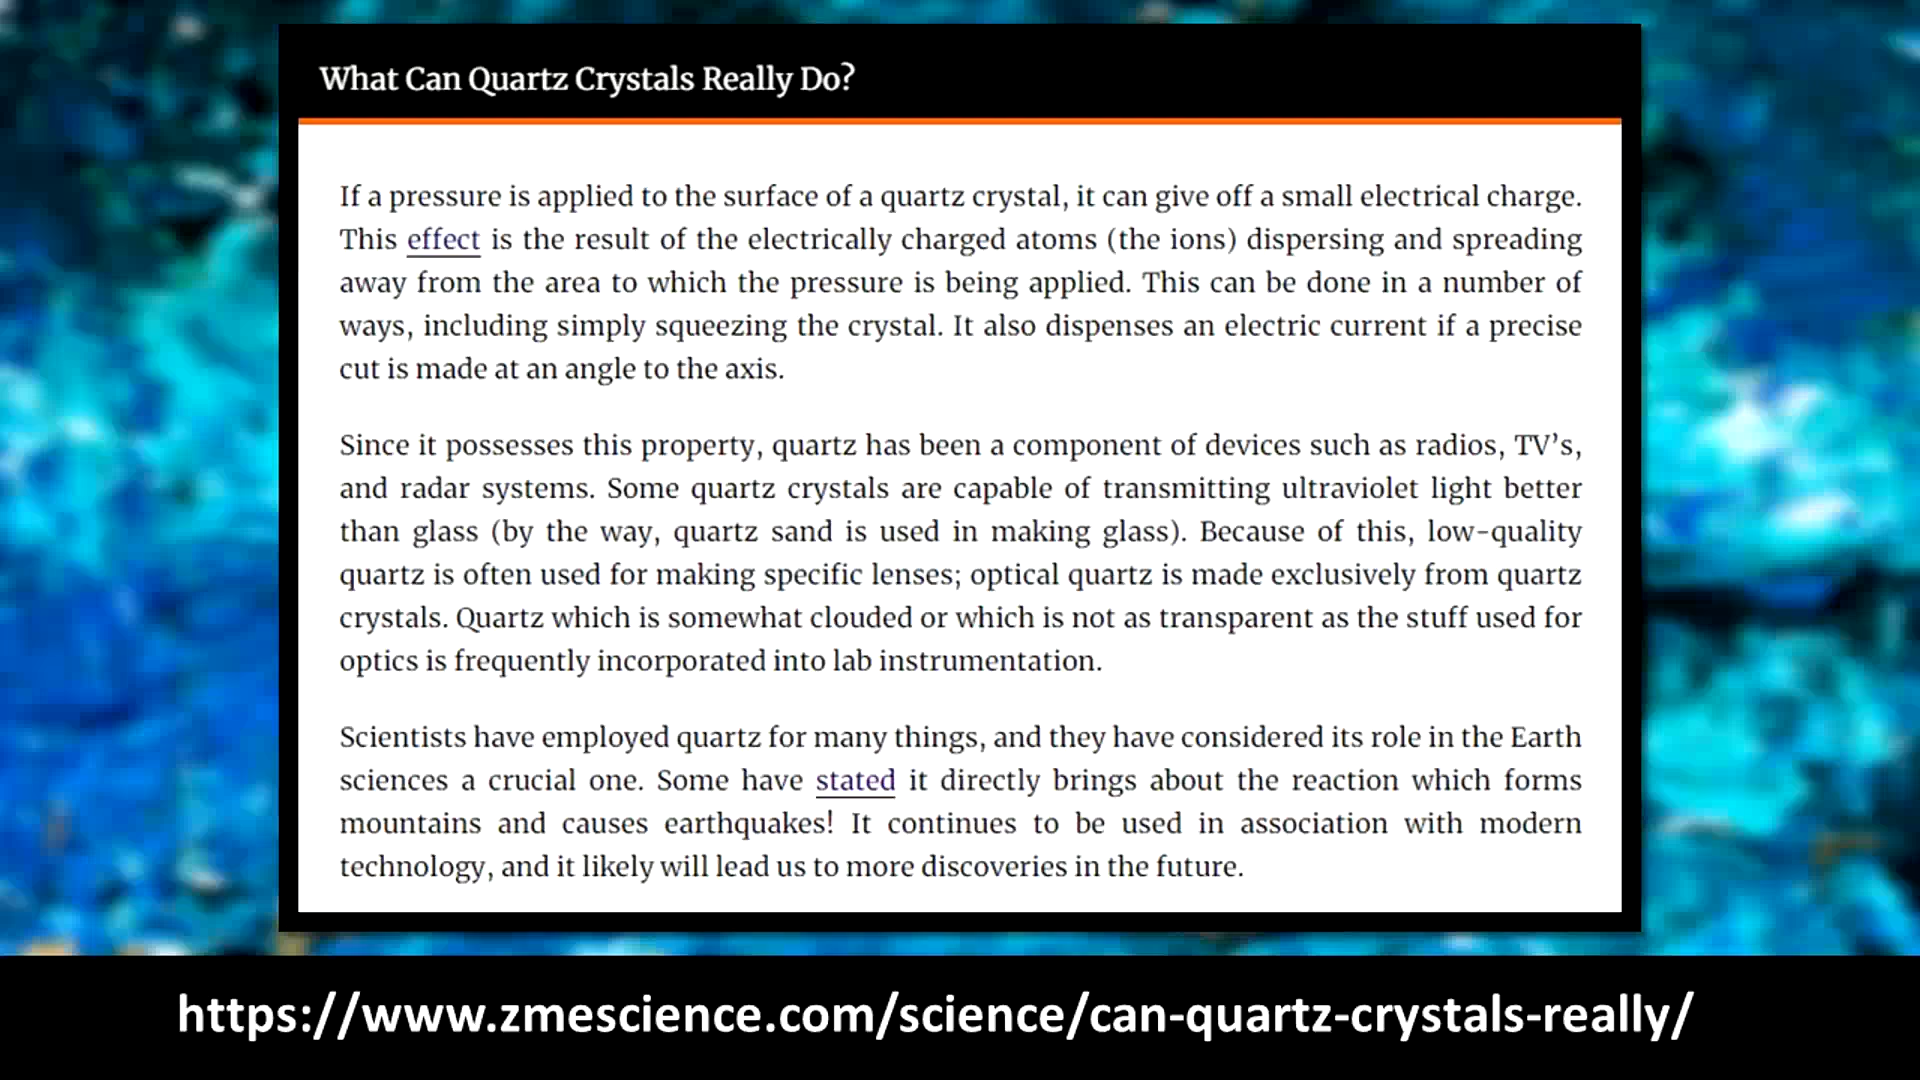 What Can Quartz Crystals Really Do?
If a pressure is applied to the surface of a quartz crystal, it can give off a small electrical charge.
This effect is the result of the electrically charged atoms (the ions) dispersing and spreading
away from the area to which the pressure is being applied. This can be done in a number of
ways, including simply squeezing the crystal. It also dispenses an electric current if a precise
cut is made at an angle to the axis.
Since it possesses this property, quartz has been a component of devices such as radios, TV’s,
and radar systems. Some quartz crystals are capable of transmitting ultraviolet light better
than glass (by the way, quartz sand is used in making glass). Because of this, low-quality
quartz is often used for making specific lenses; optical quartz is made exclusively from quartz
crystals. Quartz which is somewhat clouded or which is not as transparent as the stuff used for
optics is frequently incorporated into lab instrumentation.
Scientists have employed quartz for many things, and they have considered its role in the Earth
sciences a crucial one. Some have stated it directly brings about the reaction which forms
mountains and causes earthquakes! It continues to be used in association with modern
technology, and it likely will lead us to more discoveries in the future.
https://www.zmescience.com/science/can-quartz-crystals-really/